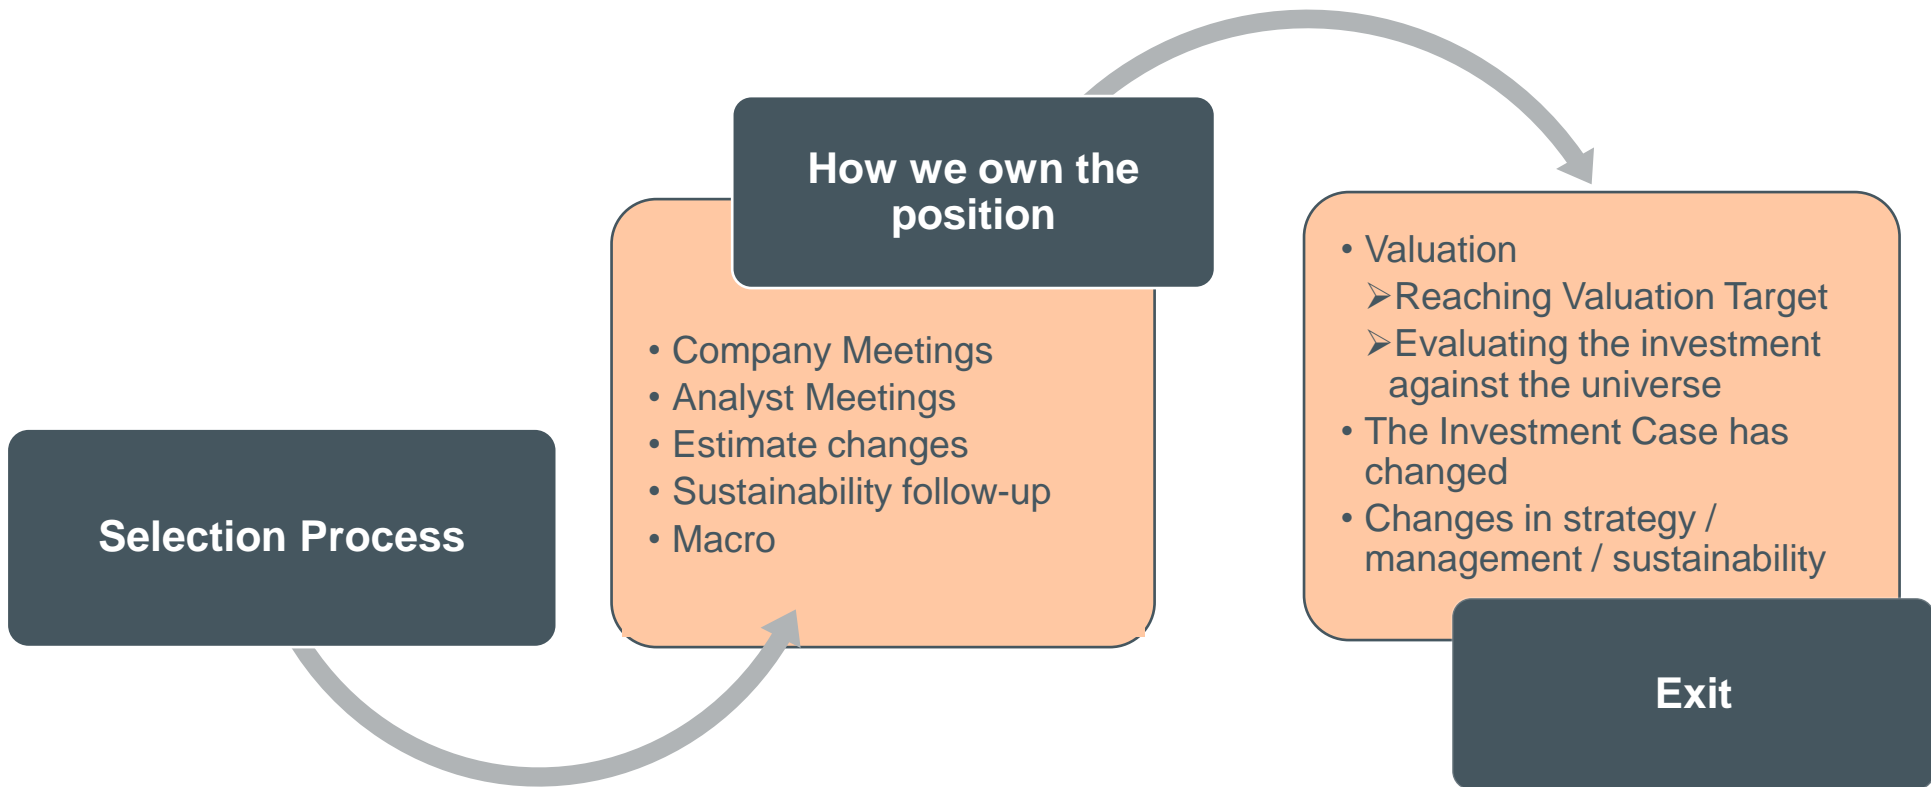 Selection Process
How we own the
position
• Company Meetings
• Analyst Meetings
• Estimate changes
• Sustainability follow-up
• Macro
• Valuation
➢Reaching Valuation Target
➢Evaluating the investment
against the universe
• The Investment Case has
changed
• Changes in strategy /
management / sustainability
Exit